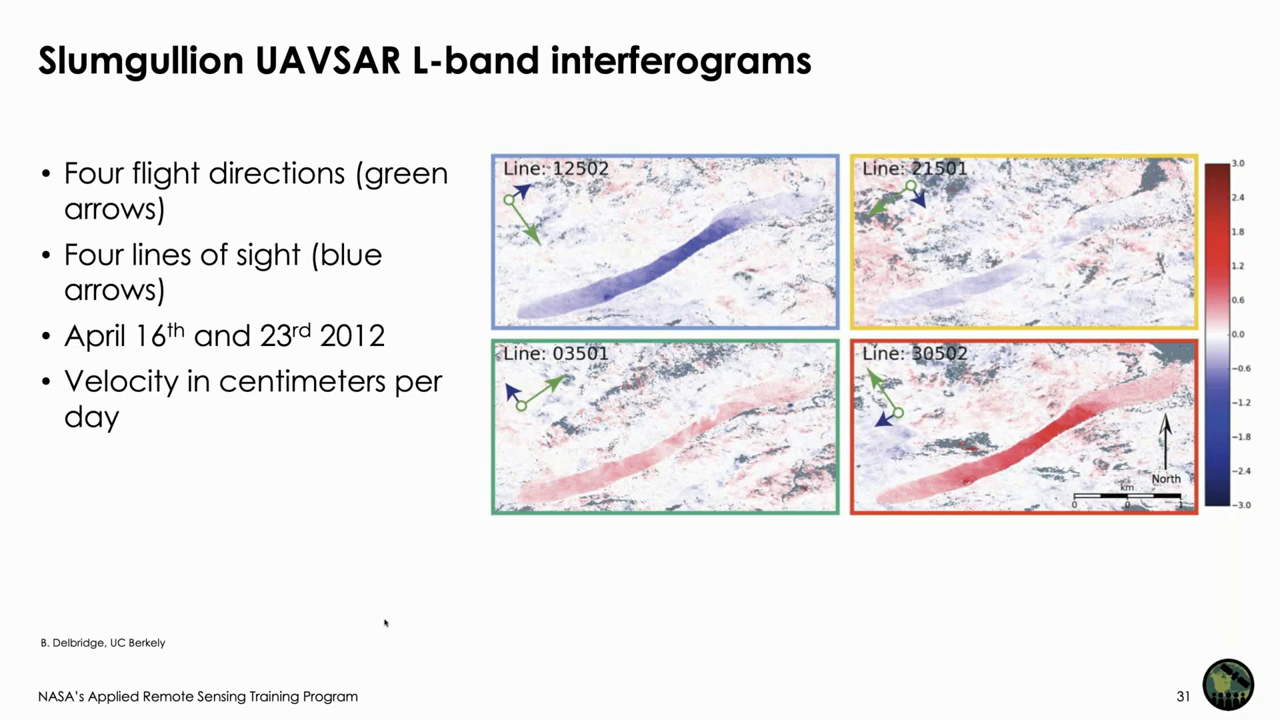 Slumgullion UAVSAR L-band interferograms
• Four flight directions (green
arrows)
• Four lines of sight (blue
arrows)
• April 16th and 23rd 2012
• Velocity in centimeters per
day
Line: 12502
Line: 21501
Line: 03501
Line: 30502
North
km
0 0 1
3.0
2.4
1.8
1.2
0.6
0.0
−0.6
−1.2
−1.8
−2.4
−3.0
B. Delbridge, UC Berkely
NASA's Applied Remote Sensing Training Program
31